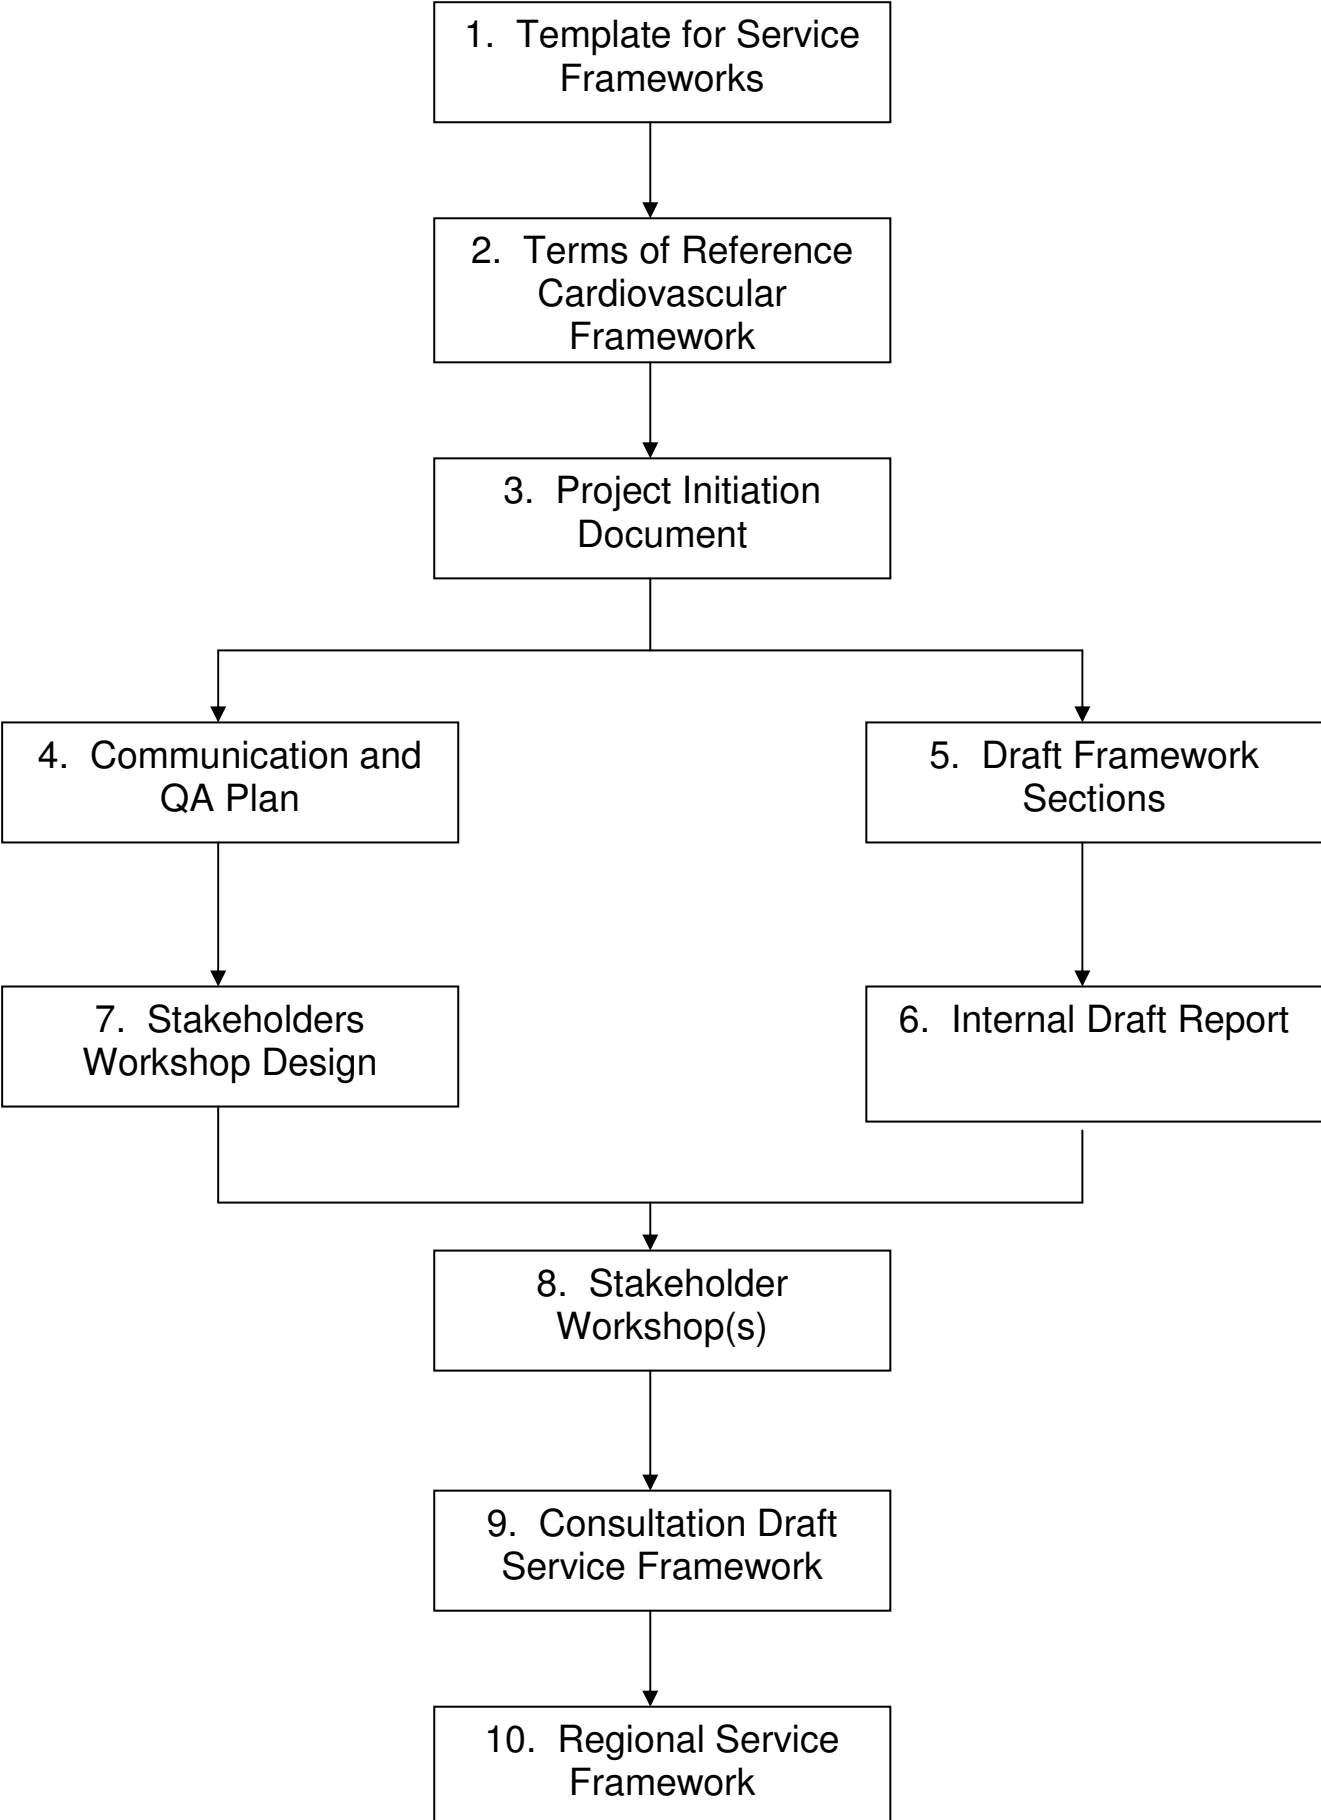 1.  Template for Service
Frameworks
2.  Terms of Reference
Cardiovascular
Framework
3.  Project Initiation
Document
4.  Communication and
QA Plan
5.  Draft Framework
Sections
7.  Stakeholders
Workshop Design
6.  Internal Draft Report
8.  Stakeholder
Workshop(s)
9.  Consultation Draft
Service Framework
10.  Regional Service
Framework